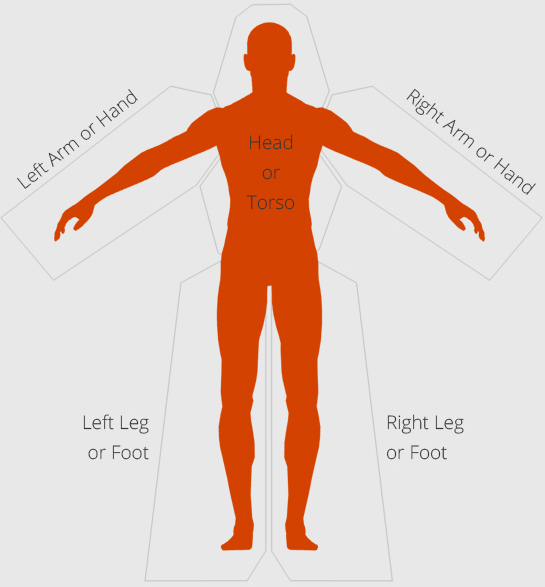 Left Arm or Hand
Right Arm or Hand
Head
or
Torso
Left Leg
or Foot
Right Leg
or Foot